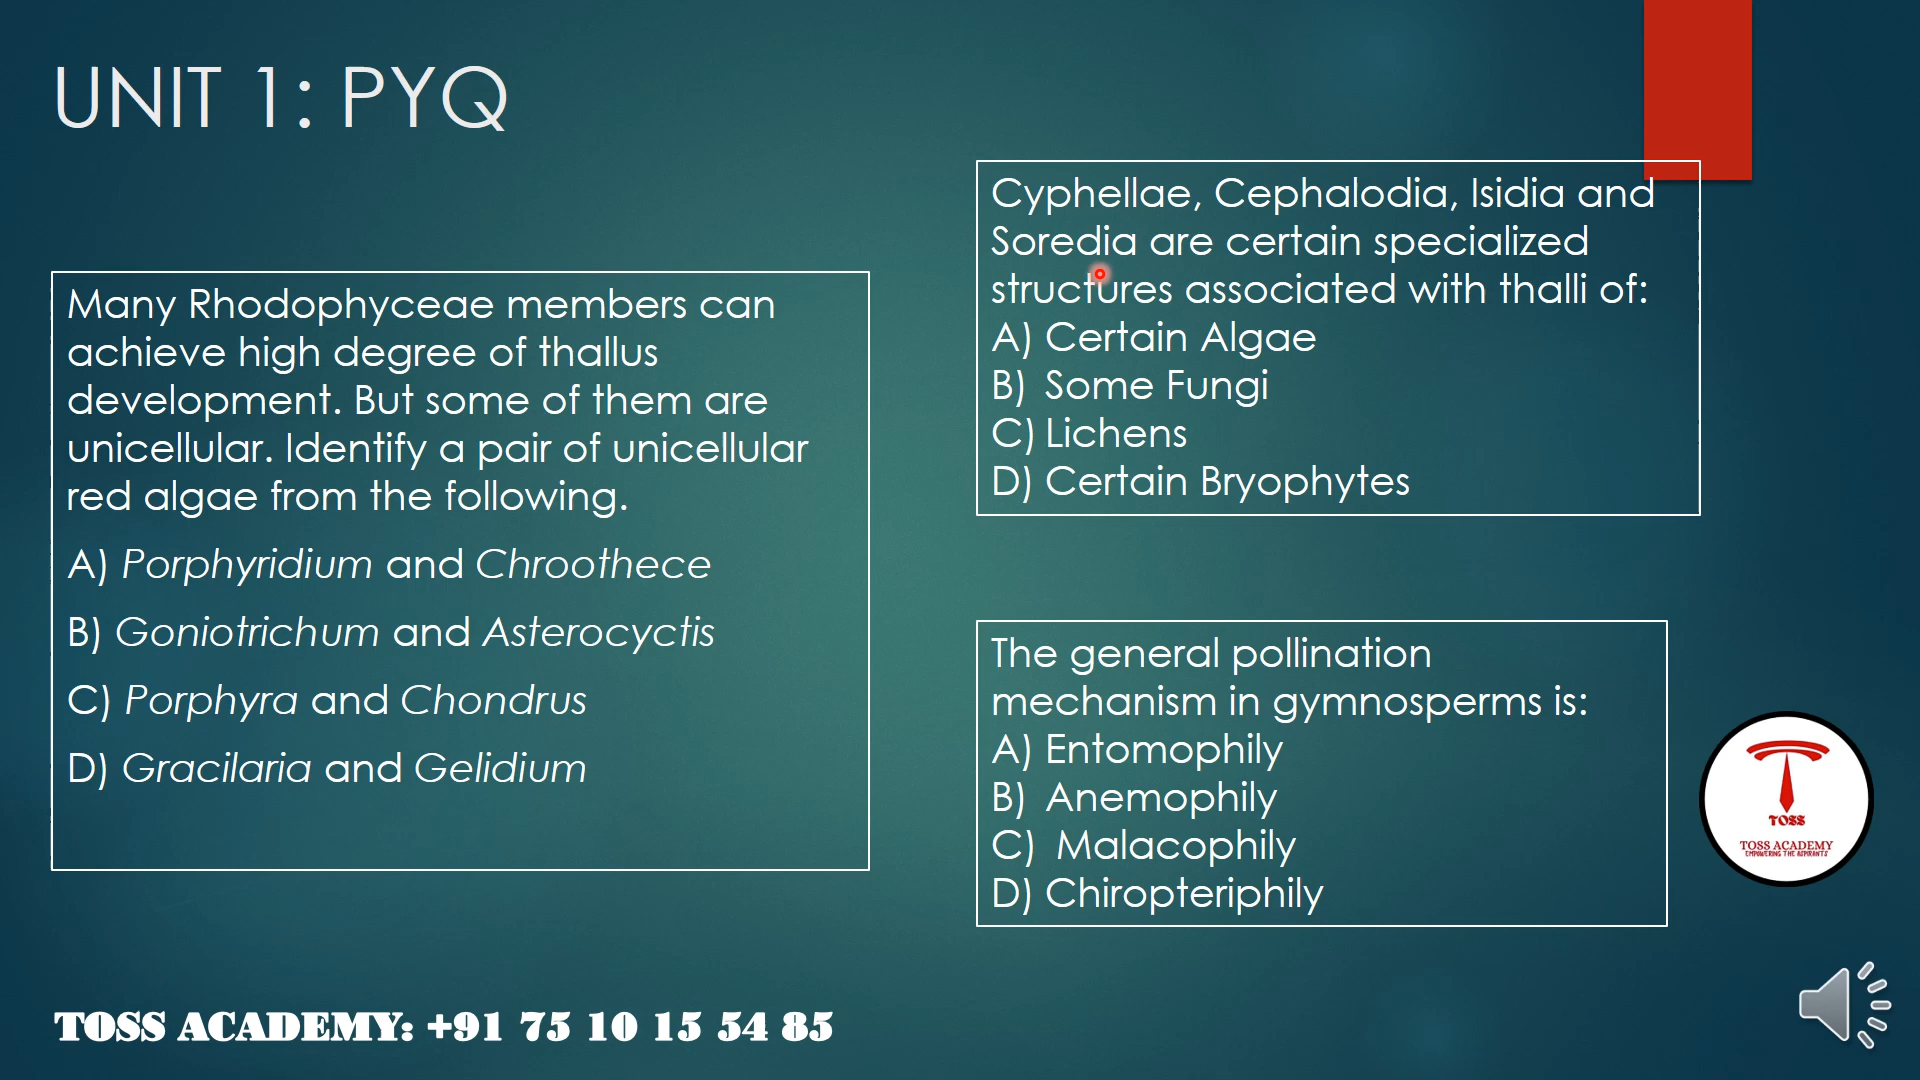 UNIT 1: PYQ
Many Rhodophyceae members can
achieve high degree of thallus
development. But some of them are
unicellular. Identify a pair of unicellular
red algae from the following.
A) Porphyridium and Chroothece
B) Goniotrichum and Asterocyctis
C) Porphyra and Chondrus
D) Gracilaria and Gelidium
Cyphellae, Cephalodia, Isidia and
Soredia are certain specialized
structures associated with thalli of:
A) Certain Algae
B) Some Fungi
C) Lichens
D) Certain Bryophytes
The general pollination
mechanism in gymnosperms is:
A) Entomophily
B) Anemophily
C) Malacophily
D) Chiropteriphily
TOSS
TOSS ACADEMY
EMPOWERING THE ASPIRANTS
TOSS ACADEMY: +91 75 10 15 54 85